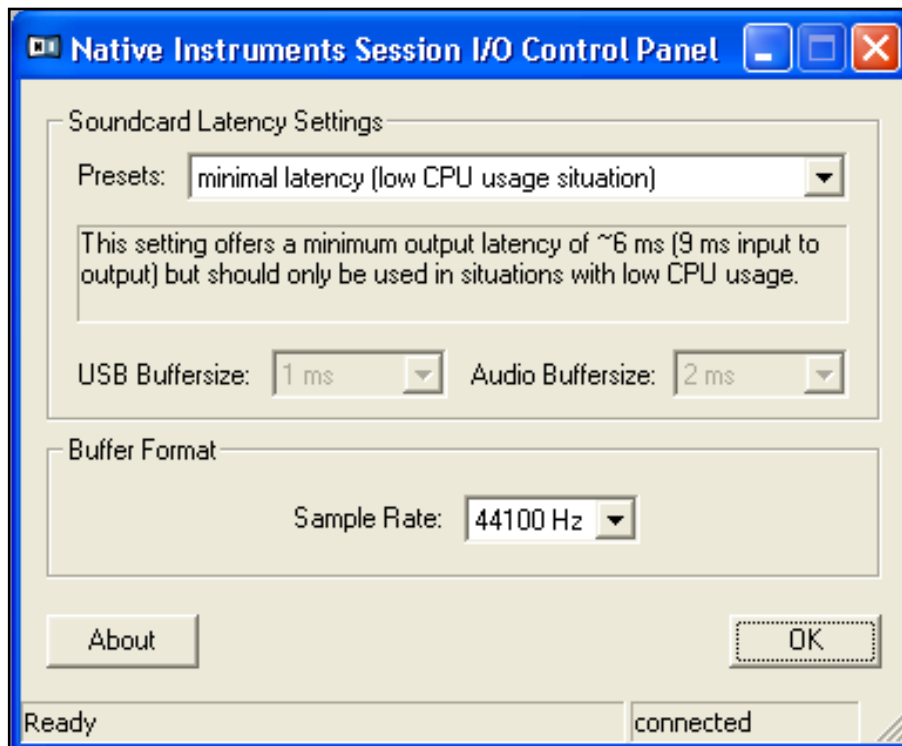 Native Instruments Session I/O Control Panel
Soundcard Latency Settings
Presets: minimal latency (low CPU usage situation)
This setting offers a minimum output latency of ~6 ms (9 ms input to
output) but should only be used in situations with low CPU usage.
USB Buffersize: 1 ms Audio Buffersize: 2 ms
Buffer Format
Sample Rate: 44100 Hz
About OK
Ready connected